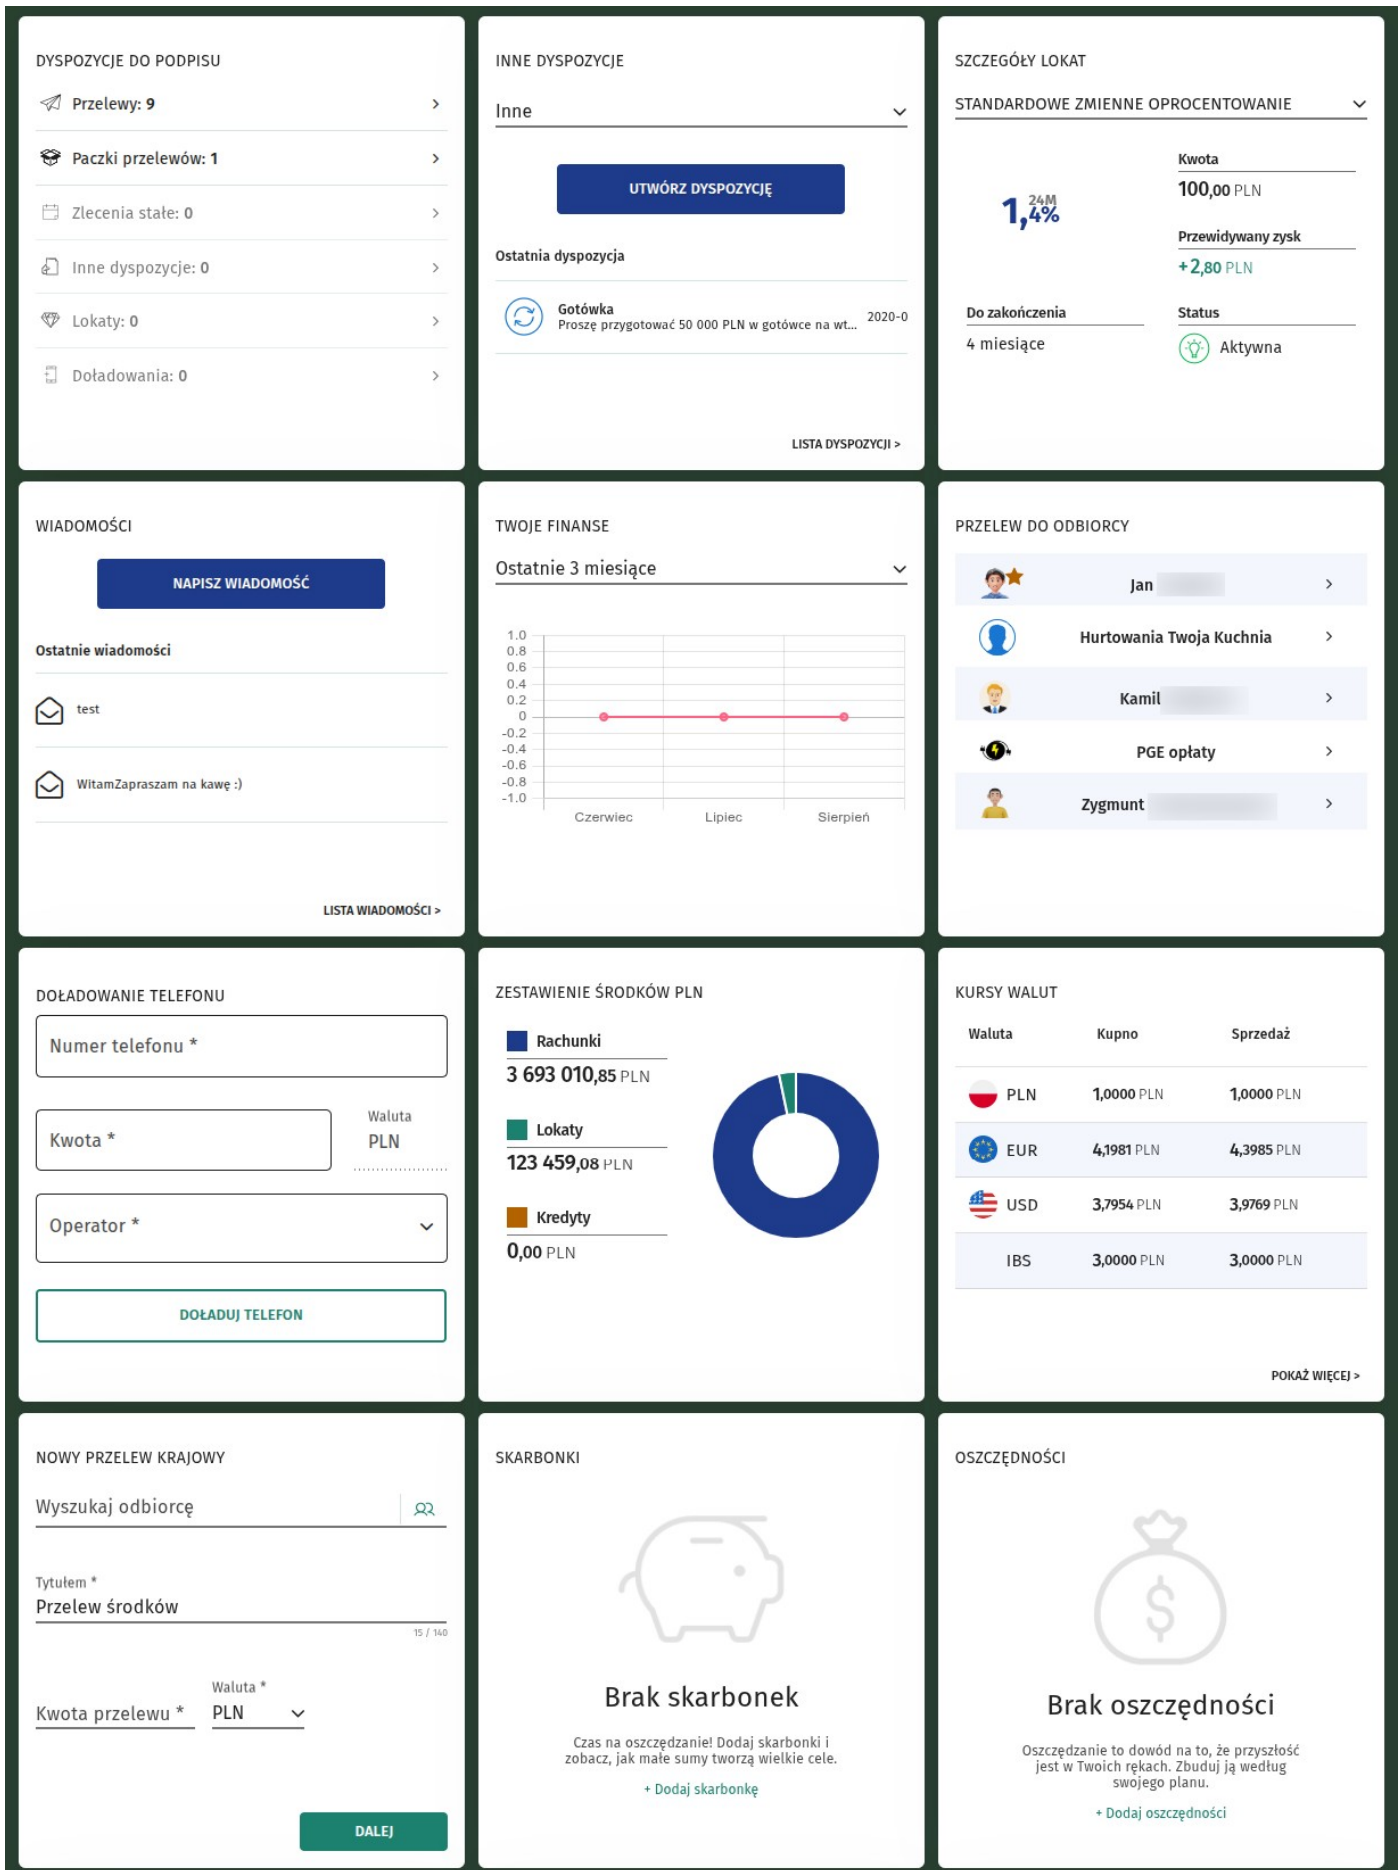 DYSPOZYCJE DO PODPISU
Przelewy: 9
Paczki przelewów: 1
Zlecenia stałe: 0
Inne dyspozycje: 0
Lokaty: 0
Doładowania: 0
INNE DYSPOZYCJE
Inne
UTWÓRZ DYSPOZYCJĘ
Ostatnia dyspozycja
Gotówka
Proszę przygotować 50 000 PLN w gotówce na wt... 2020-0
LISTA DYSPOZYCJI >
SZCZEGÓŁY LOKAT
STANDARDOWE ZMIENNE OPROCENTOWANIE
24M
1,4%
Kwota
100,00 PLN
Przewidywany zysk
+2,80 PLN
Do zakończenia
4 miesiące
Status
Aktywna
WIADOMOŚCI
NAPISZ WIADOMOŚĆ
Ostatnie wiadomości
test
WitamZapraszam na kawę :)
LISTA WIADOMOŚCI >
TWOJE FINANSE
Ostatnie 3 miesiące
1.0
0.8
0.6
0.4
0.2
0
-0.2
-0.4
-0.6
-0.8
-1.0
Czerwiec Lipiec Sierpień
PRZELEW DO ODBIORCY
Jan
Hurtowania Twoja Kuchnia
Kamil
PGE opłaty
Zygmunt
DOŁADOWANIE TELEFONU
Numer telefonu *
Kwota *
Waluta
PLN
Operator *
DOŁADUJ TELEFON
ZESTAWIENIE ŚRODKÓW PLN
Rachunki
3 693 010,85 PLN
Lokaty
123 459,08 PLN
Kredyty
0,00 PLN
KURSY WALUT
Waluta Kupno Sprzedaż
PLN 1,0000 PLN 1,0000 PLN
EUR 4,1981 PLN 4,3985 PLN
USD 3,7954 PLN 3,9769 PLN
IBS 3,0000 PLN 3,0000 PLN
POKAŻ WIĘCEJ >
NOWY PRZELEW KRAJOWY
Wyszukaj odbiorcę
Tytułem *
Przelew środków
15 / 140
Kwota przelewu *
Waluta *
PLN
DALEJ
SKARBONKI
Brak skarbonek
Czas na oszczędzanie! Dodaj skarbonki i
zobacz, jak małe sumy tworzą wielkie cele.
+ Dodaj skarbonkę
OSZCZĘDNOŚCI
$
Brak oszczędności
Oszczędzanie to dowód na to, że przyszłość
jest w Twoich rękach. Zbuduj ją według
swojego planu.
+ Dodaj oszczędności